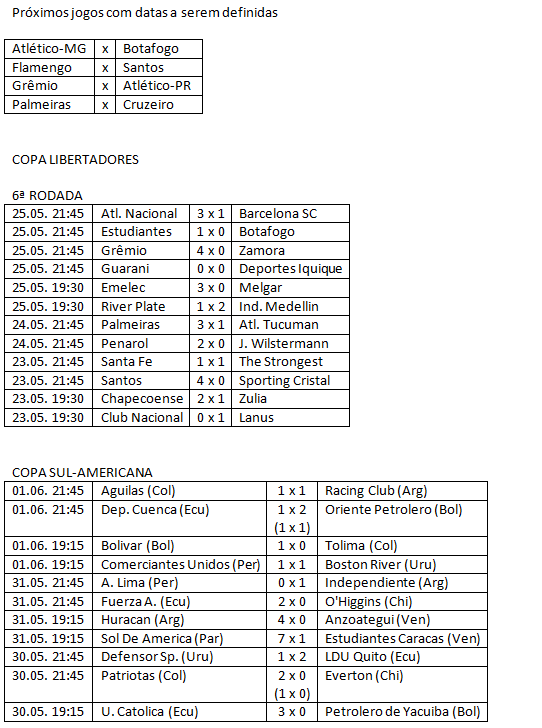 Próximos jogos com datas a serem definidas
Atlético-MG x Botafogo
Flamengo x Santos
Grêmio x Atlético-PR
Palmeiras x Cruzeiro
COPA LIBERTADORES
6ª RODADA
25.05. 21:45 Atl. Nacional 3 x 1 Barcelona SC
25.05. 21:45 Estudiantes 1 x 0 Botafogo
25.05. 21:45 Grêmio 4 x 0 Zamora
25.05. 21:45 Guarani 0 x 0 Deportes Iquique
25.05. 19:30 Emelec 3 x 0 Melgar
25.05. 19:30 River Plate 1 x 2 Ind. Medellin
24.05. 21:45 Palmeiras 3 x 1 Atl. Tucuman
24.05. 21:45 Penarol 2 x 0 J. Wilstermann
23.05. 21:45 Santa Fe 1 x 1 The Strongest
23.05. 21:45 Santos 4 x 0 Sporting Cristal
23.05. 19:30 Chapecoense 2 x 1 Zulia
23.05. 19:30 Club Nacional 0 x 1 Lanus
COPA SUL-AMERICANA
01.06. 21:45 Aguilas (Col) 1 x 1 Racing Club (Arg)
01.06. 21:45 Dep. Cuenca (Ecu) 1 x 2 Oriente Petrolero (Bol)
(1 x 1)
01.06. 19:15 Bolivar (Bol) 1 x 0 Tolima (Col)
01.06. 19:15 Comerciantes Unidos (Per) 1 x 1 Boston River (Uru)
31.05. 21:45 A. Lima (Per) 0 x 1 Independiente (Arg)
31.05. 21:45 Fuerza A. (Ecu) 2 x 0 O'Higgins (Chi)
31.05. 19:15 Huracan (Arg) 4 x 0 Anzoategui (Ven)
31.05. 19:15 Sol De America (Par) 7 x 1 Estudiantes Caracas (Ven)
30.05. 21:45 Defensor Sp. (Uru) 1 x 2 LDU Quito (Ecu)
30.05. 21:45 Patriotas (Col) 2 x 0 Everton (Chi)
(1 x 0)
30.05. 19:15 U. Catolica (Ecu) 3 x 0 Petrolero de Yacuiba (Bol)